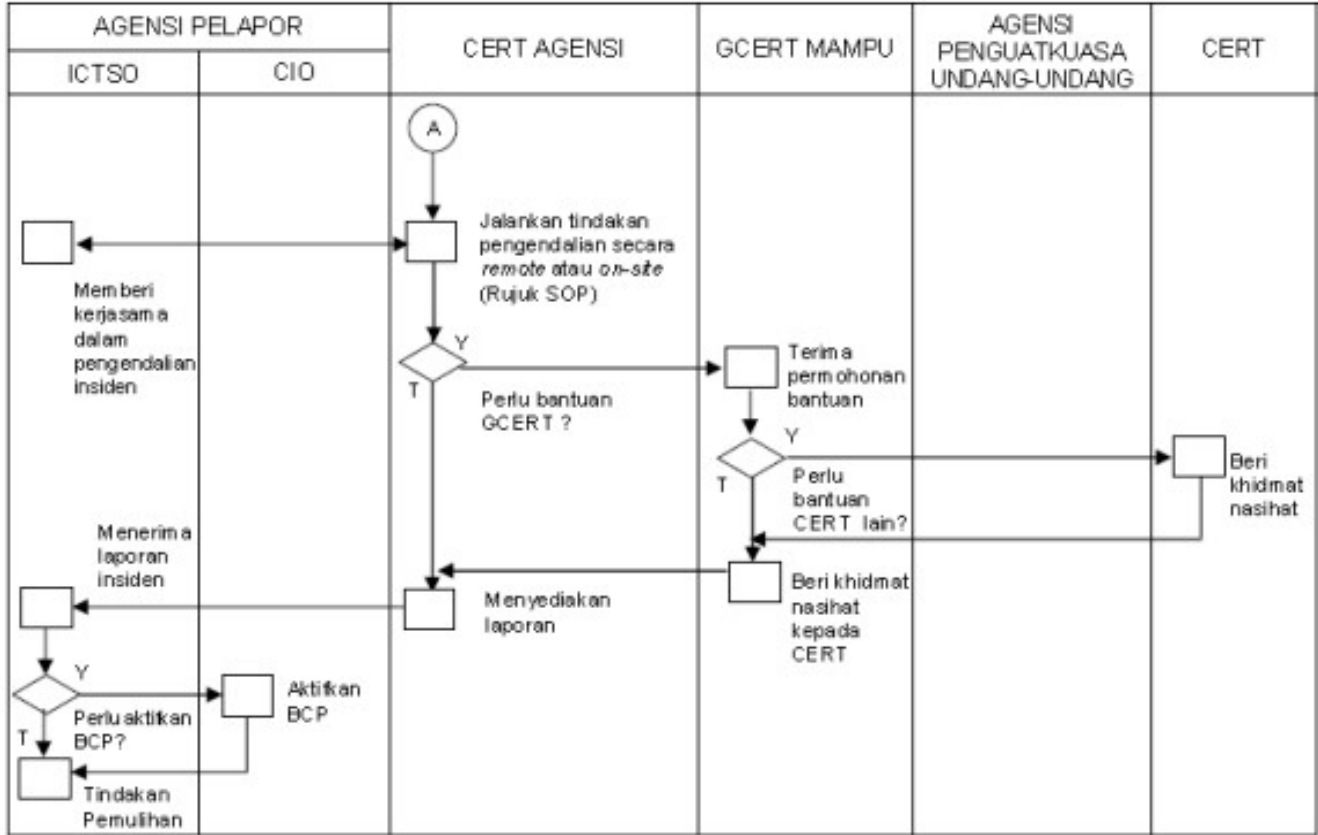 AGENSI PELAPOR
ICTSO
CIO
CERT AGENSI
GCERT MAMPU
AGENSI
PENGUATKUASA
UNDANG-UNDANG
CERT
A
Jalankan tindakan
pengendalian secara
remote atau on-site
(Rujuk SOP)
Memberi
kerjasama
dalam
pengendalian
insiden
Y
T
Perlu bantuan
GCERT ?
Terima
permohonan
bantuan
Y
T
Perlu
bantuan
CERT lain?
Beri
khidmat
nasihat
Menerima
laporan
insiden
Menyediakan
laporan
Beri khidmat
nasihat
kepada
CERT
Y
T
Perlu aktifkan
BCP?
Aktifkan
BCP
Tindakan
Pemulihan